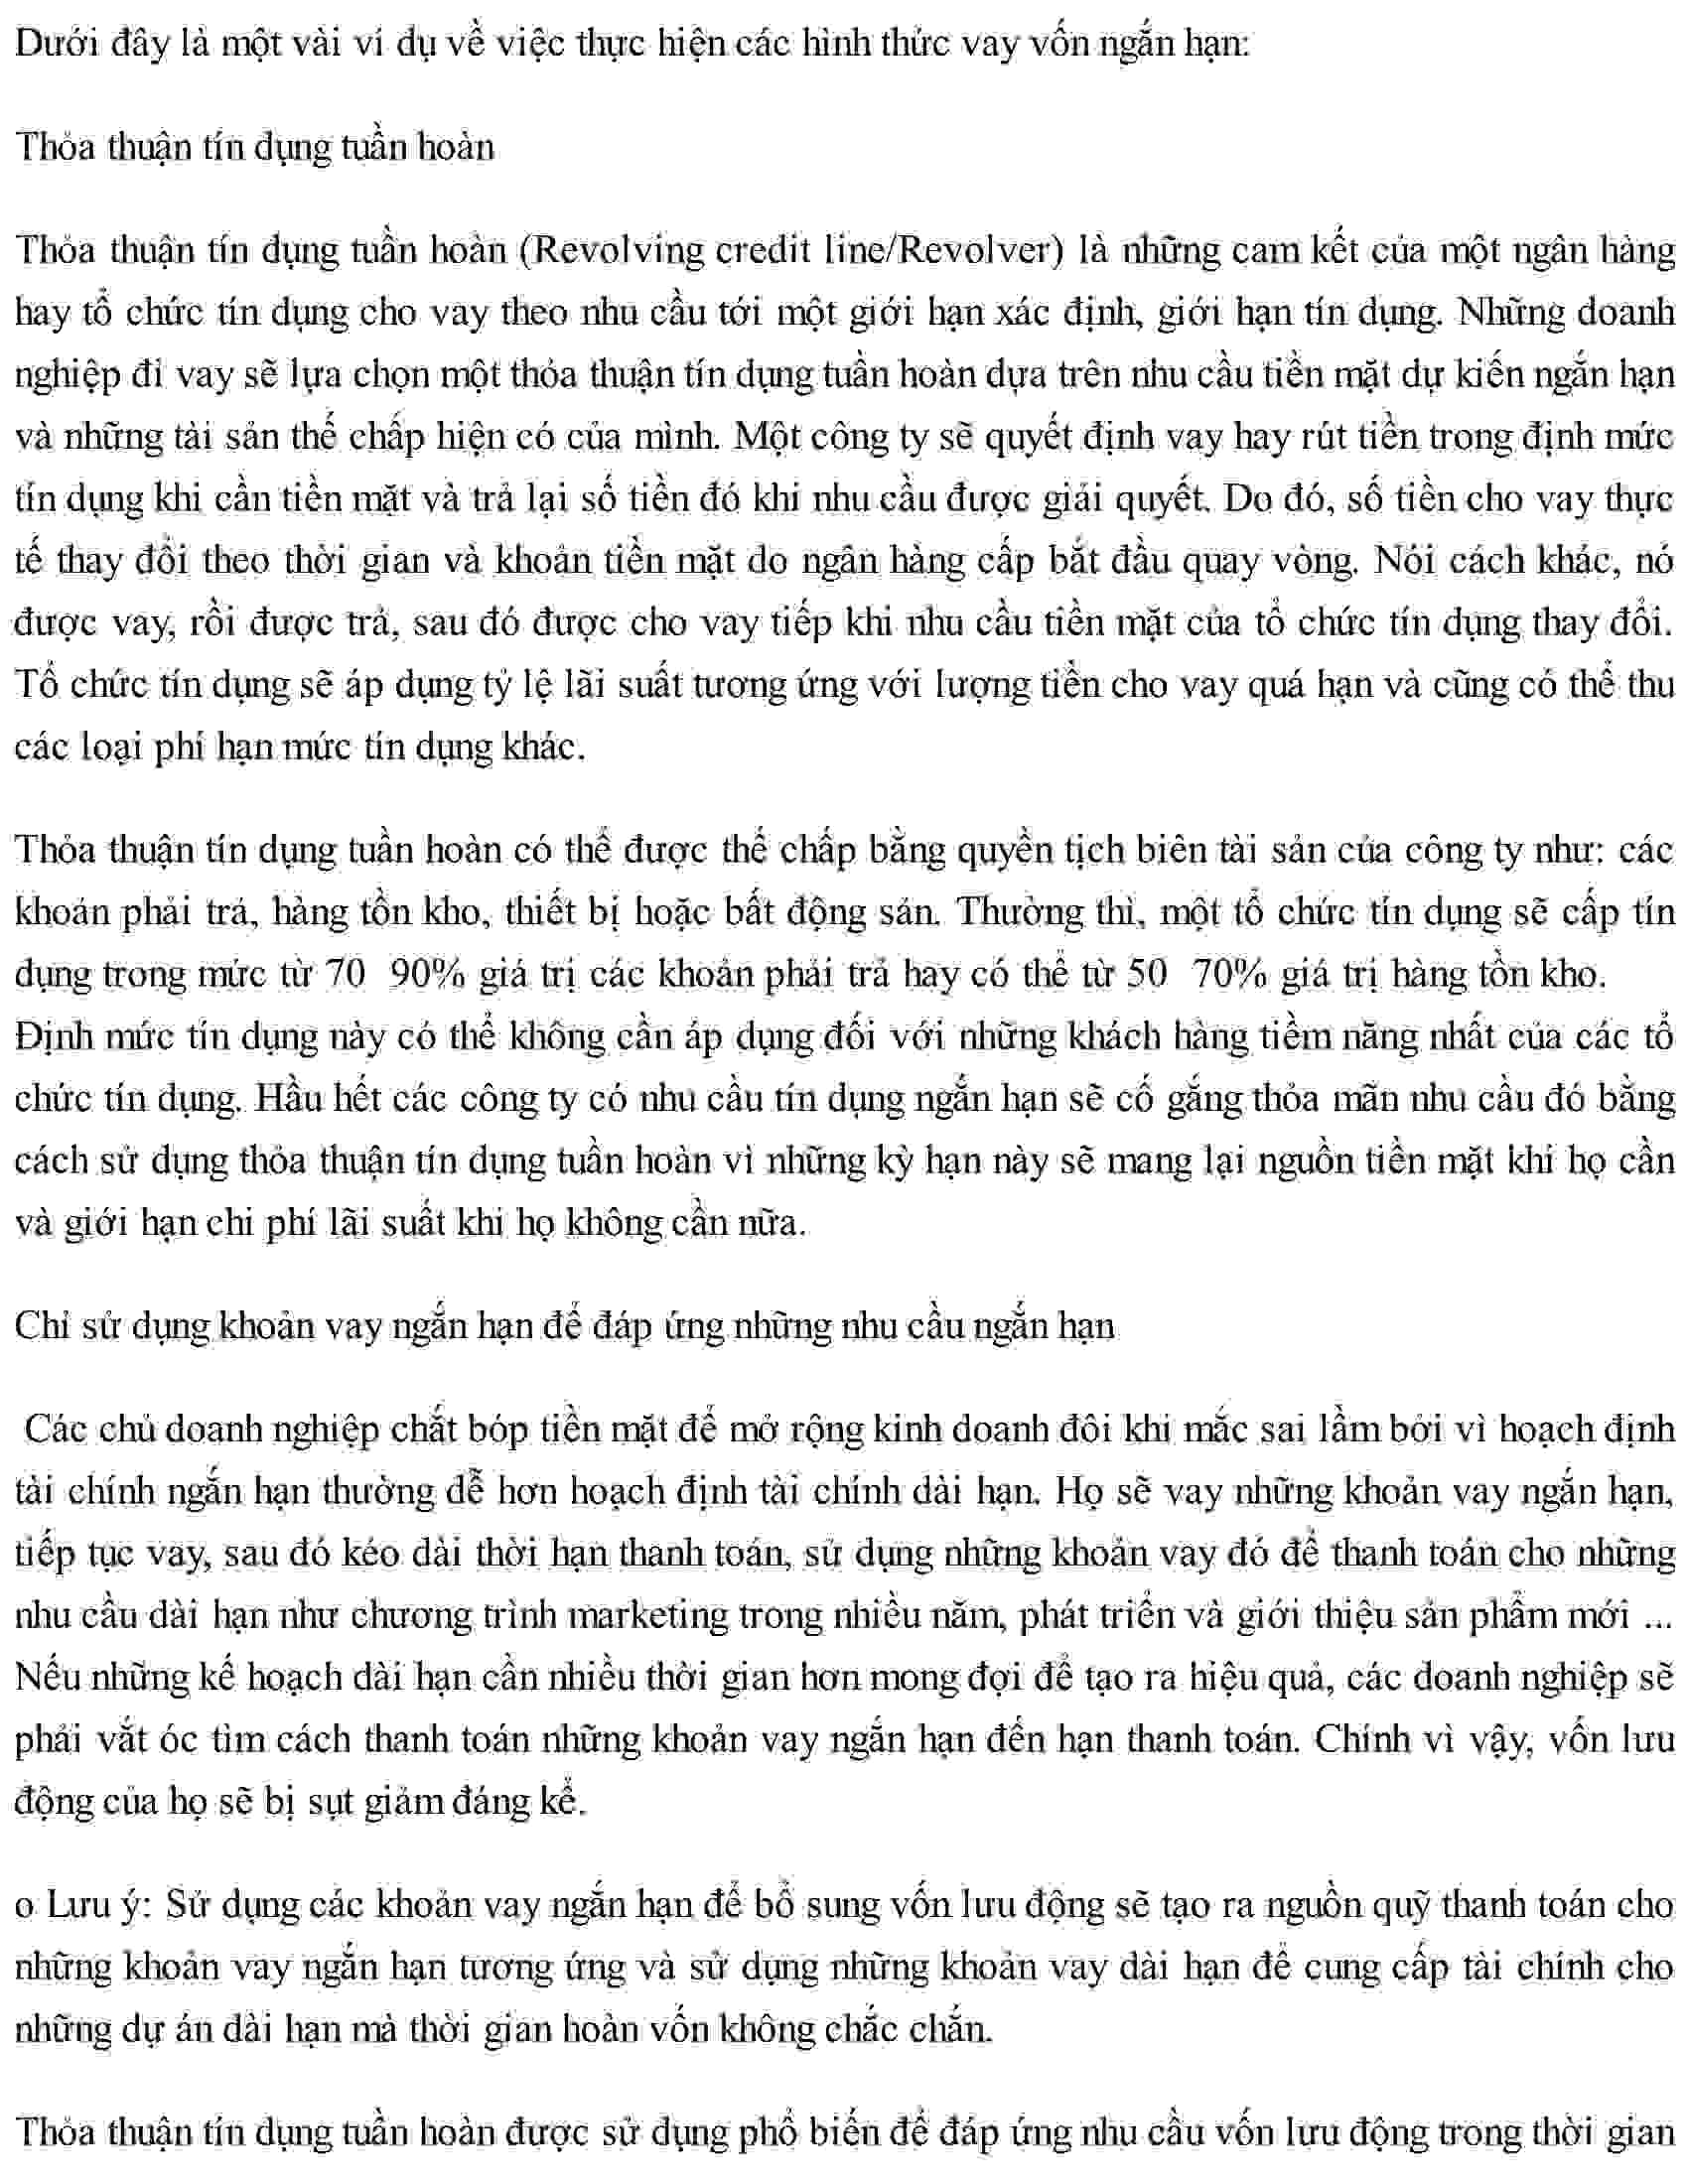 Dưới đây là một vài ví dụ về việc thực hiện các hình thức vay vốn ngắn hạn:
Thỏa thuận tín dụng tuần hoàn
Thỏa thuận tín dụng tuần hoàn (Revolving credit line/Revolver) là những cam kết của một ngân hàng
hay tổ chức tín dụng cho vay theo nhu cầu tới một giới hạn xác định, giới hạn tín dụng. Những doanh
nghiệp đi vay sẽ lựa chọn một thỏa thuận tín dụng tuần hoàn dựa trên nhu cầu tiền mặt dự kiến ngắn hạn
và những tài sản thế chấp hiện có của mình. Một công ty sẽ quyết định vay hay rút tiền trong định mức
tín dụng khi cần tiền mặt và trả lại số tiền đó khi nhu cầu được giải quyết. Do đó, số tiền cho vay thực
tế thay đổi theo thời gian và khoản tiền mặt do ngân hàng cấp bắt đầu quay vòng. Nói cách khác, nó
được vay, rồi được trả, sau đó được cho vay tiếp khi nhu cầu tiền mặt của tổ chức tín dụng thay đổi.
Tổ chức tín dụng sẽ áp dụng tỷ lệ lãi suất tương ứng với lượng tiền cho vay quá hạn và cũng có thể thu
các loại phí hạn mức tín dụng khác.
Thỏa thuận tín dụng tuần hoàn có thể được thế chấp bằng quyền tịch biên tài sản của công ty như: các
khoản phải trả, hàng tồn kho, thiết bị hoặc bất động sản. Thường thì, một tổ chức tín dụng sẽ cấp tín
dụng trong mức từ 70 90% giá trị các khoản phải trả hay có thể từ 50 70% giá trị hàng tồn kho.
Định mức tín dụng này có thể không cần áp dụng đối với những khách hàng tiềm năng nhất của các tổ
chức tín dụng. Hầu hết các công ty có nhu cầu tín dụng ngắn hạn sẽ cố gắng thỏa mãn nhu cầu đó bằng
cách sử dụng thỏa thuận tín dụng tuần hoàn vì những kỳ hạn này sẽ mang lại nguồn tiền mặt khi họ cần
và giới hạn chi phí lãi suất khi họ không cần nữa.
Chỉ sử dụng khoản vay ngắn hạn để đáp ứng những nhu cầu ngắn hạn
Các chủ doanh nghiệp chắt bóp tiền mặt để mở rộng kinh doanh đôi khi mắc sai lầm bởi vì hoạch định
tài chính ngắn hạn thường dễ hơn hoạch định tài chính dài hạn. Họ sẽ vay những khoản vay ngắn hạn,
tiếp tục vay, sau đó kéo dài thời hạn thanh toán, sử dụng những khoản vay đó để thanh toán cho những
nhu cầu dài hạn như chương trình marketing trong nhiều năm, phát triển và giới thiệu sản phẩm mới ...
Nếu những kế hoạch dài hạn cần nhiều thời gian hơn mong đợi để tạo ra hiệu quả, các doanh nghiệp sẽ
phải vắt óc tìm cách thanh toán những khoản vay ngắn hạn đến hạn thanh toán. Chính vì vậy, vốn lưu
động của họ sẽ bị sụt giảm đáng kể.
o Lưu ý: Sử dụng các khoản vay ngắn hạn để bổ sung vốn lưu động sẽ tạo ra nguồn quỹ thanh toán cho
những khoản vay ngắn hạn tương ứng và sử dụng những khoản vay dài hạn để cung cấp tài chính cho
những dự án dài hạn mà thời gian hoàn vốn không chắc chắn.
Thỏa thuận tín dụng tuần hoàn được sử dụng phổ biến để đáp ứng nhu cầu vốn lưu động trong thời gian